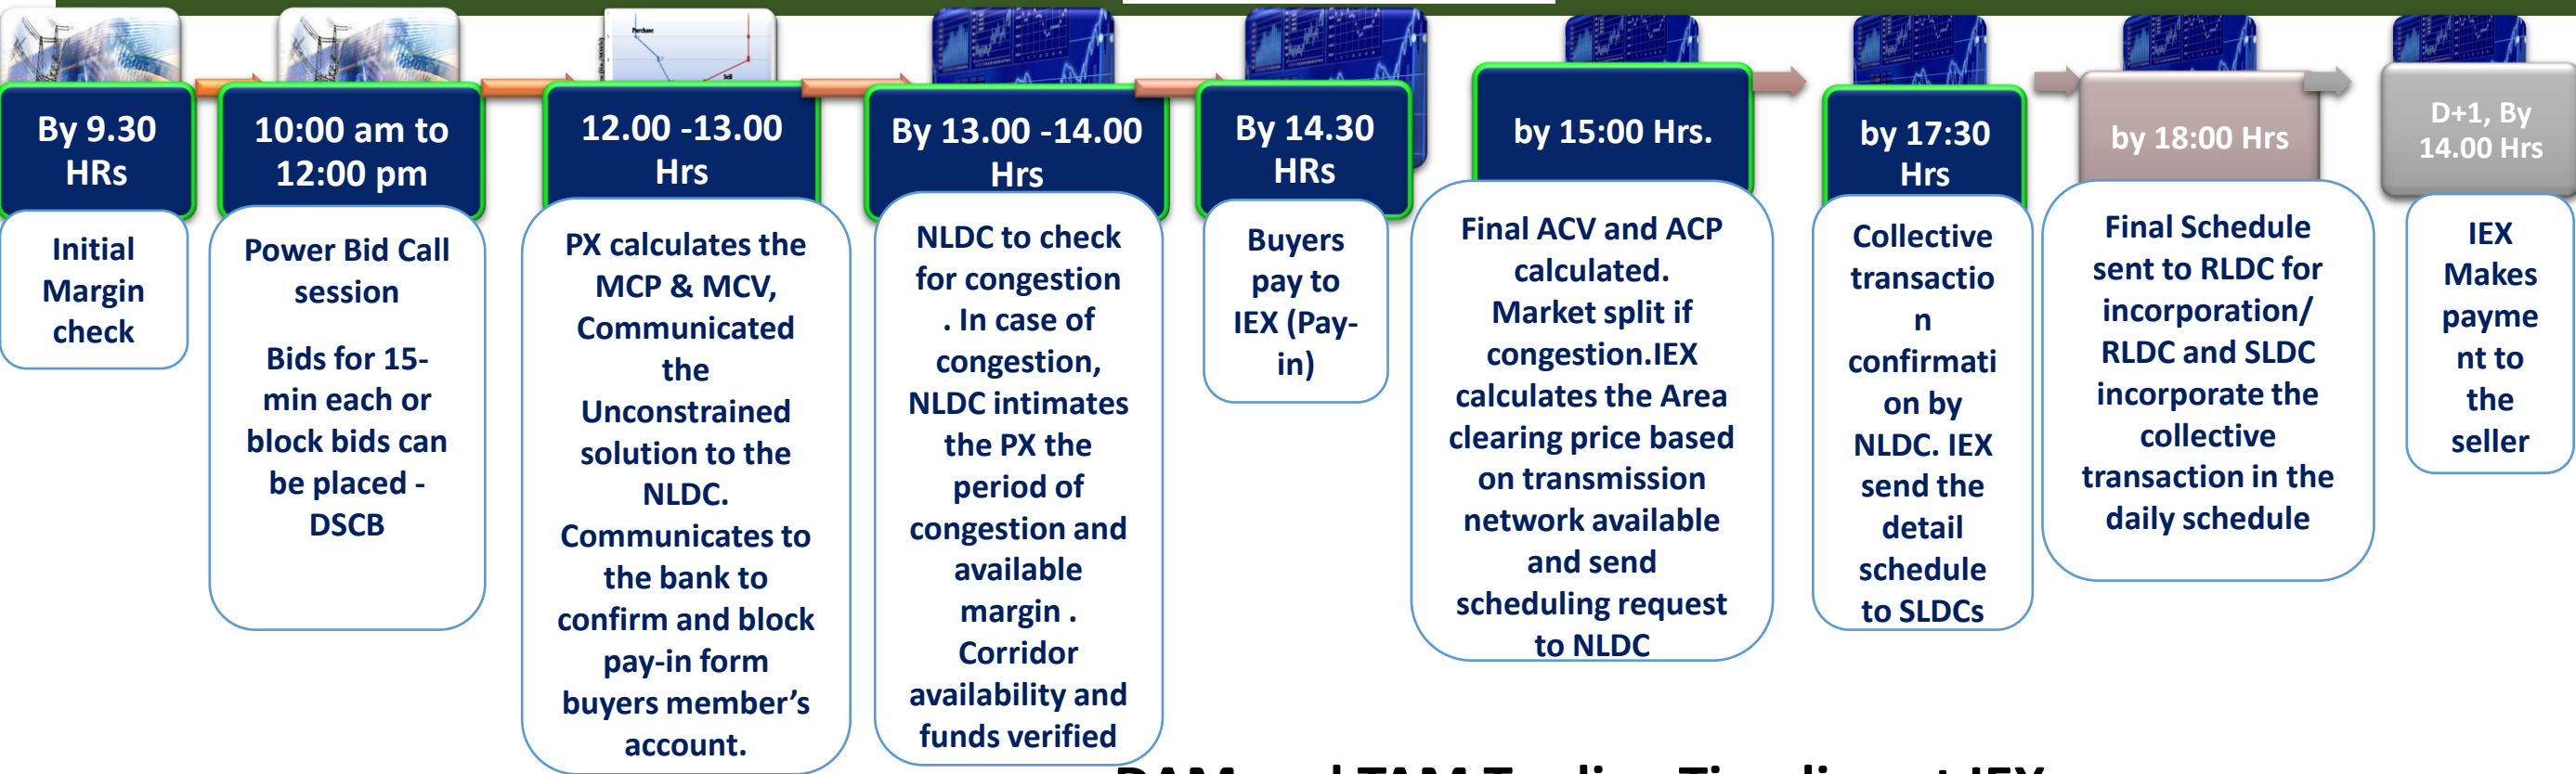 Purchase
Sell
By 9.30
HRs
Initial
Margin
check
10:00 am to
12:00 pm
Power Bid Call
session
Bids for 15-
min each or
block bids can
be placed -
DSCB
12.00 -13.00
Hrs
PX calculates the
MCP & MCV,
Communicated
the
Unconstrained
solution to the
NLDC.
Communicates to
the bank to
confirm and block
pay-in form
buyers member’s
account.
By 13.00 -14.00
Hrs
NLDC to check
for congestion
. In case of
congestion,
NLDC intimates
the PX the
period of
congestion and
available
margin .
Corridor
availability and
funds verified
By 14.30
HRs
Buyers
pay to
IEX (Pay-
in)
by 15:00 Hrs.
Final ACV and ACP
calculated.
Market split if
congestion.IEX
calculates the Area
clearing price based
on transmission
network available
and send
scheduling request
to NLDC
by 17:30
Hrs
Collective
transactio
n
confirmati
on by
NLDC. IEX
send the
detail
schedule
to SLDCs
by 18:00 Hrs
Final Schedule
sent to RLDC for
incorporation/
RLDC and SLDC
incorporate the
collective
transaction in the
daily schedule
D+1, By
14.00 Hrs
IEX
Makes
payme
nt to
the
seller
DAM and TAM Trading Timeline at IEX